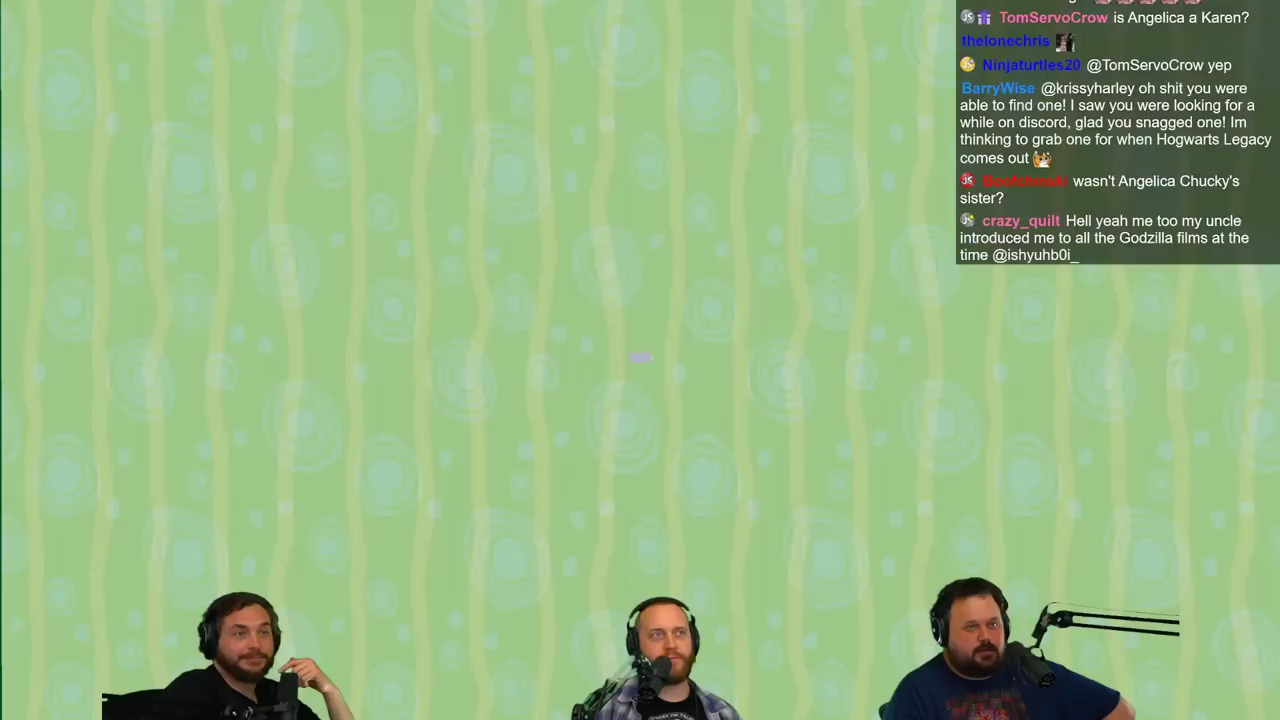 TomServoCrow is Angelica a Karen?
thelonechris
Ninjaturtles20 @TomServoCrow yep
BarryWise @krissyharley oh shit you were
able to find one! I saw you were looking for a
while on discord, glad you snagged one! Im
thinking to grab one for when Hogwarts Legacy
comes out
Boofchinski wasn't Angelica Chucky's
sister?
crazy_quilt Hell yeah me too my uncle
introduced me to all the Godzilla films at the
time @ishyuhb0i_